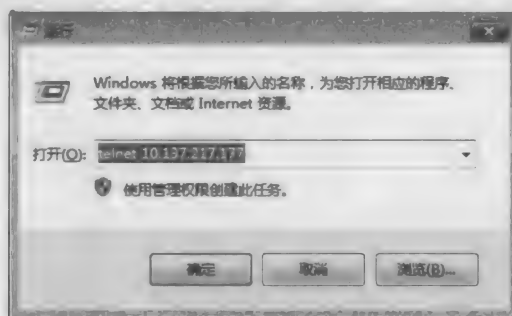 运行
Windows 将根据您所输入的名称，为您打开相应的程序、
文件夹、文档或 Internet 资源。
打开(O): telnet 10.137.217.177
使用管理权限创建此任务。
确定 取消 浏览(B)...